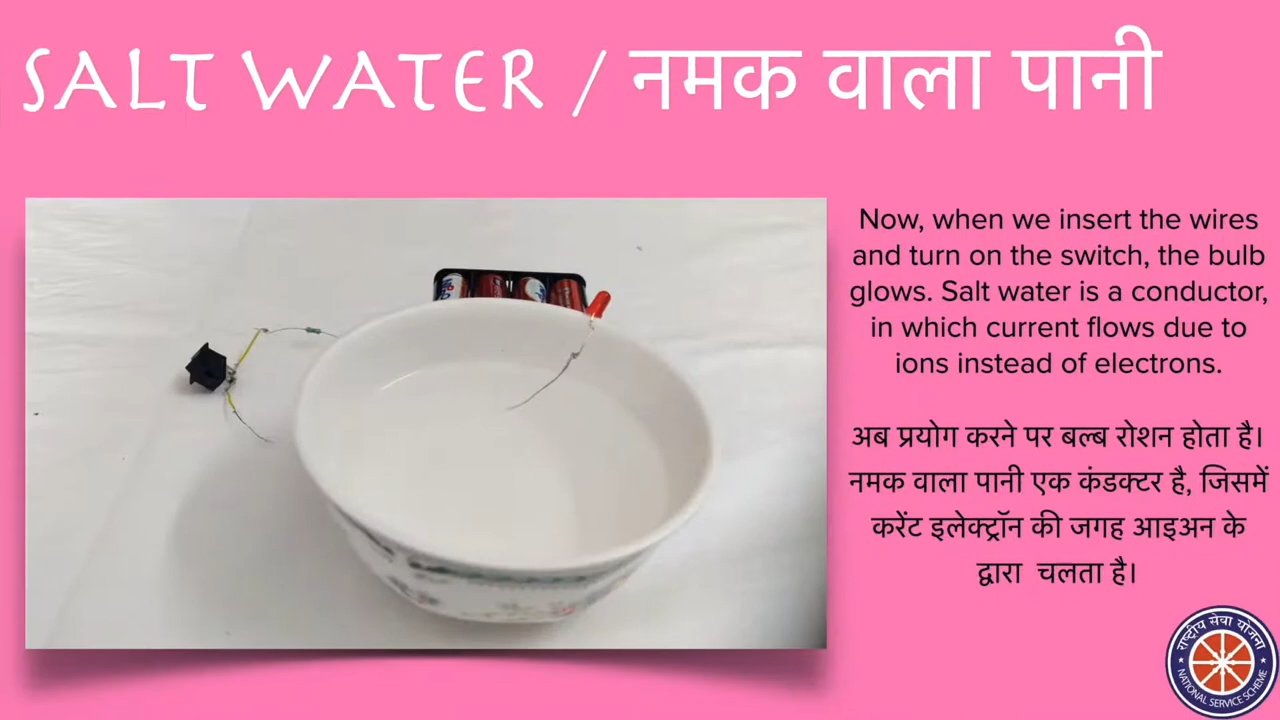 SALT WATER / नमक वाला पानी
Now, when we insert the wires
and turn on the switch, the bulb
glows. Salt water is a conductor,
in which current flows due to
ions instead of electrons.
अब प्रयोग करने पर बल्ब रोशन होता है।
नमक वाला पानी एक कंडक्टर है, जिसमें
करेंट इलेक्ट्रॉन की जगह आइअन के
द्वारा चलता है।
राष्ट्रीय सेवा योजना
NATIONAL SERVICE SCHEME